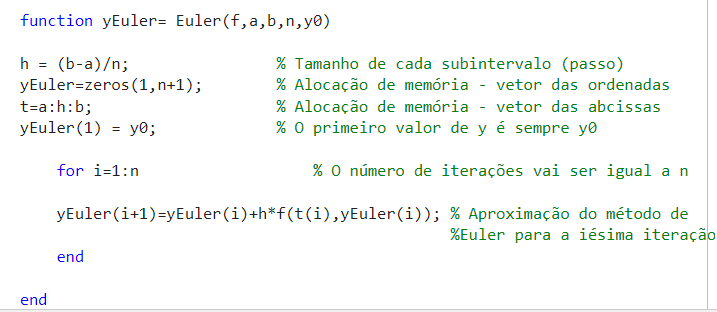 function yEuler= Euler(f,a,b,n,y0)
h = (b-a)/n; % Tamanho de cada subintervalo (passo)
yEuler=zeros(1,n+1); % Alocação de memória - vetor das ordenadas
t=a:h:b; % Alocação de memória - vetor das abcissas
yEuler(1) = y0; % O primeiro valor de y é sempre y0
for i=1:n % O número de iterações vai ser igual a n
yEuler(i+1)=yEuler(i)+h*f(t(i),yEuler(i)); % Aproximação do método de
%Euler para a iésima iteração
end
end